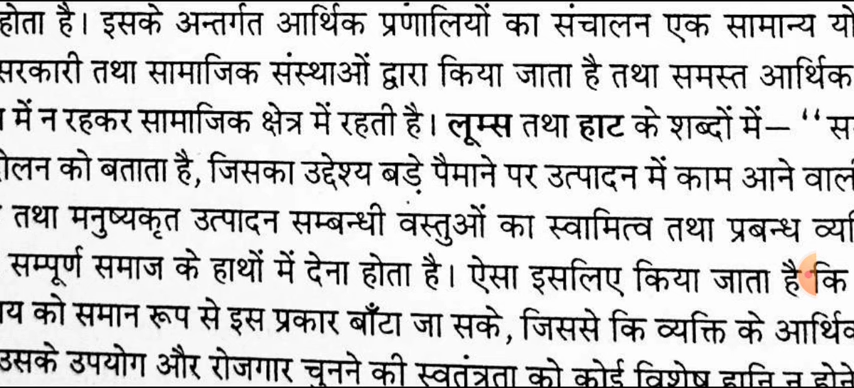 होता है। इसके अन्तर्गत आर्थिक प्रणालियों का संचालन एक सामान्य
सरकारी तथा सामाजिक संस्थाओं द्वारा किया जाता है तथा समस्त आर्थिक
में न रहकर सामाजिक क्षेत्र में रहती है। लूम्स तथा हाट के शब्दों में— “
को बताता है, जिसका उद्देश्य बड़े पैमाने पर उत्पादन में काम आने
तथा मनुष्यकृत उत्पादन सम्बन्धी वस्तुओं का स्वामित्व तथा प्रबन्ध
सम्पूर्ण समाज के हाथों में देना होता है। ऐसा इसलिए किया जाता है कि
को समान रूप से इस प्रकार बाँटा जा सके, जिससे कि व्यक्ति के
उसके उपयोग और रोजगार चुनने की स्वतंत्रता को कोई विशेष हानि न